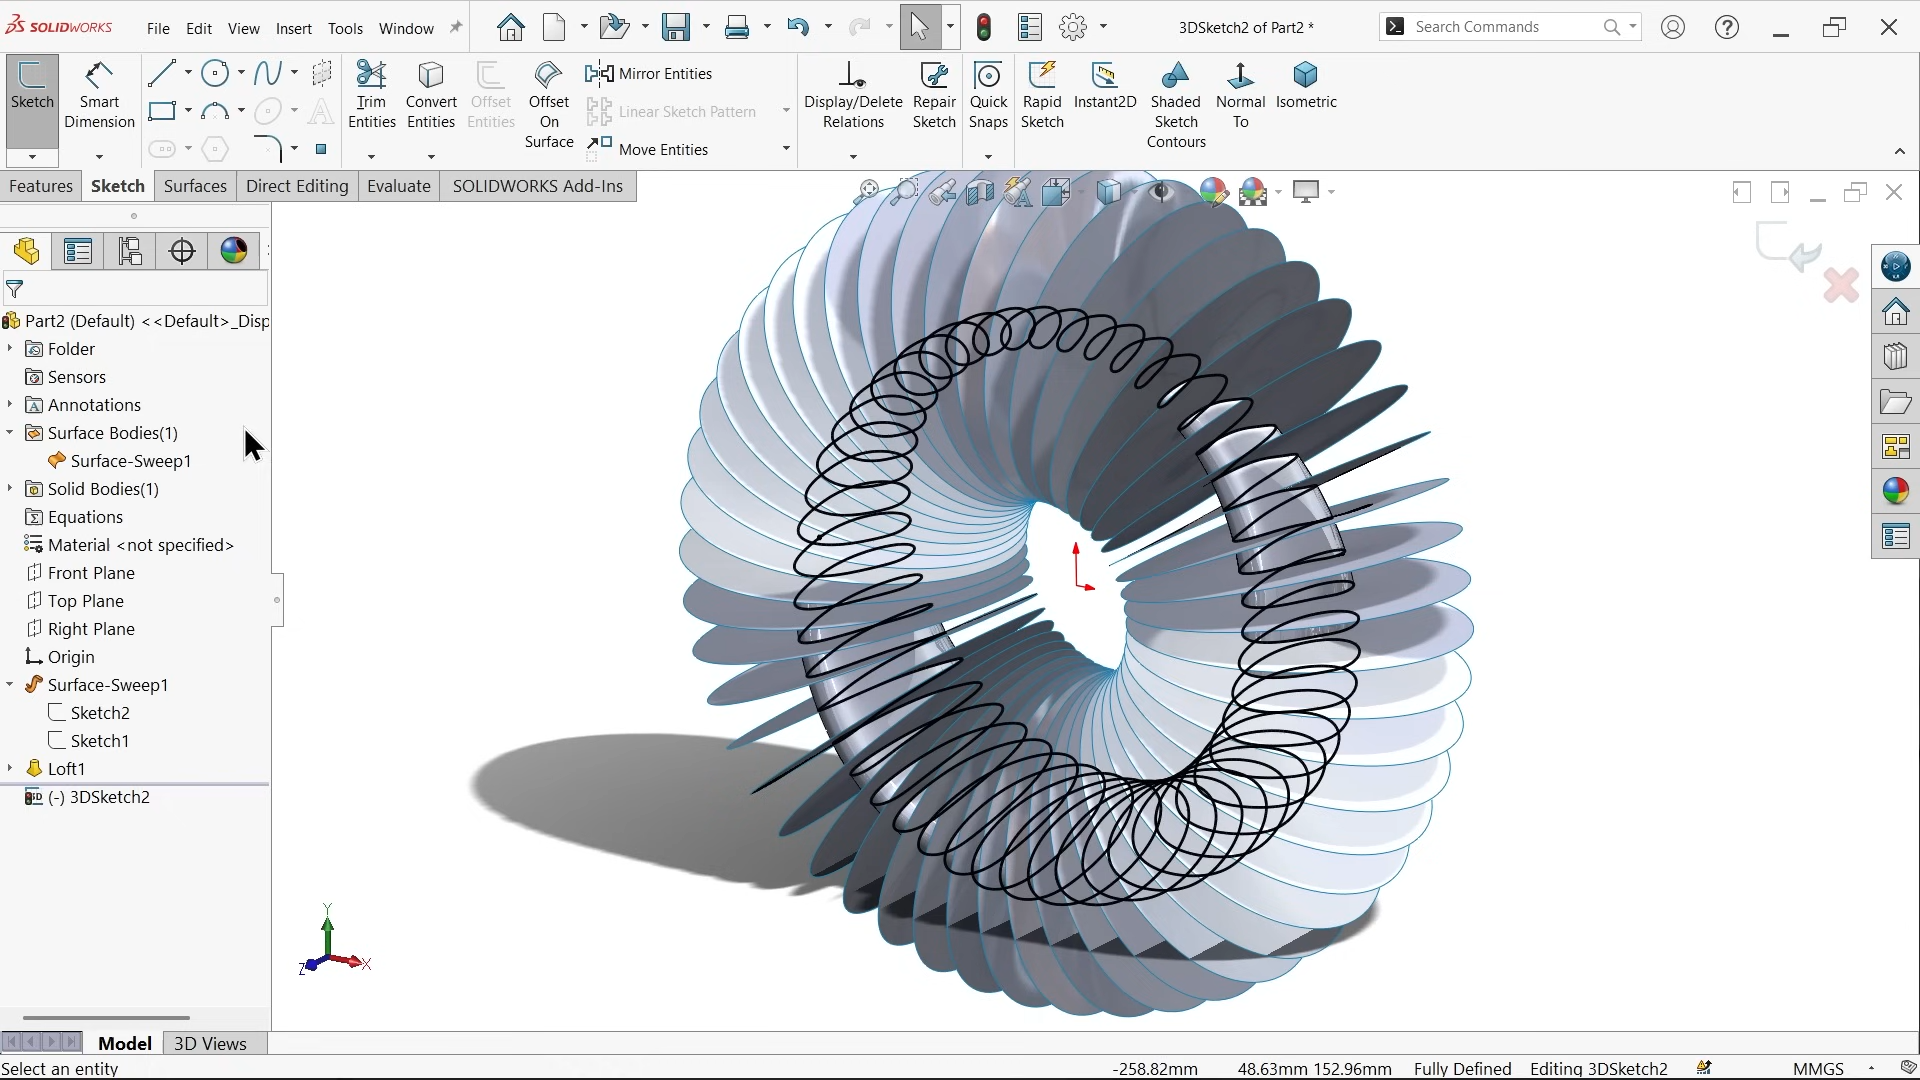 SOLIDWORKS File Edit View Insert Tools Window 3DSketch2 of Part2 * Search Commands
Sketch Smart Dimension Trim Entities Convert Entities Offset Entities Offset On Surface Mirror Entities Linear Sketch Pattern Move Entities Display/Delete Relations Repair Sketch Quick Snaps Rapid Sketch Instant2D Shaded Sketch Contours Normal To Isometric
Features Sketch Surfaces Direct Editing Evaluate SOLIDWORKS Add-Ins
Part2 (Default) <<Default>_Disp
Folder
Sensors
Annotations
Surface Bodies(1)
Surface-Sweep1
Solid Bodies(1)
Equations
Material <not specified>
Front Plane
Top Plane
Right Plane
Origin
Surface-Sweep1
Sketch2
Sketch1
Loft1
(-) 3DSketch2
Y
Z X
Model 3D Views
Select an entity -258.82mm 48.63mm 152.96mm Fully Defined Editing 3DSketch2 MMGS